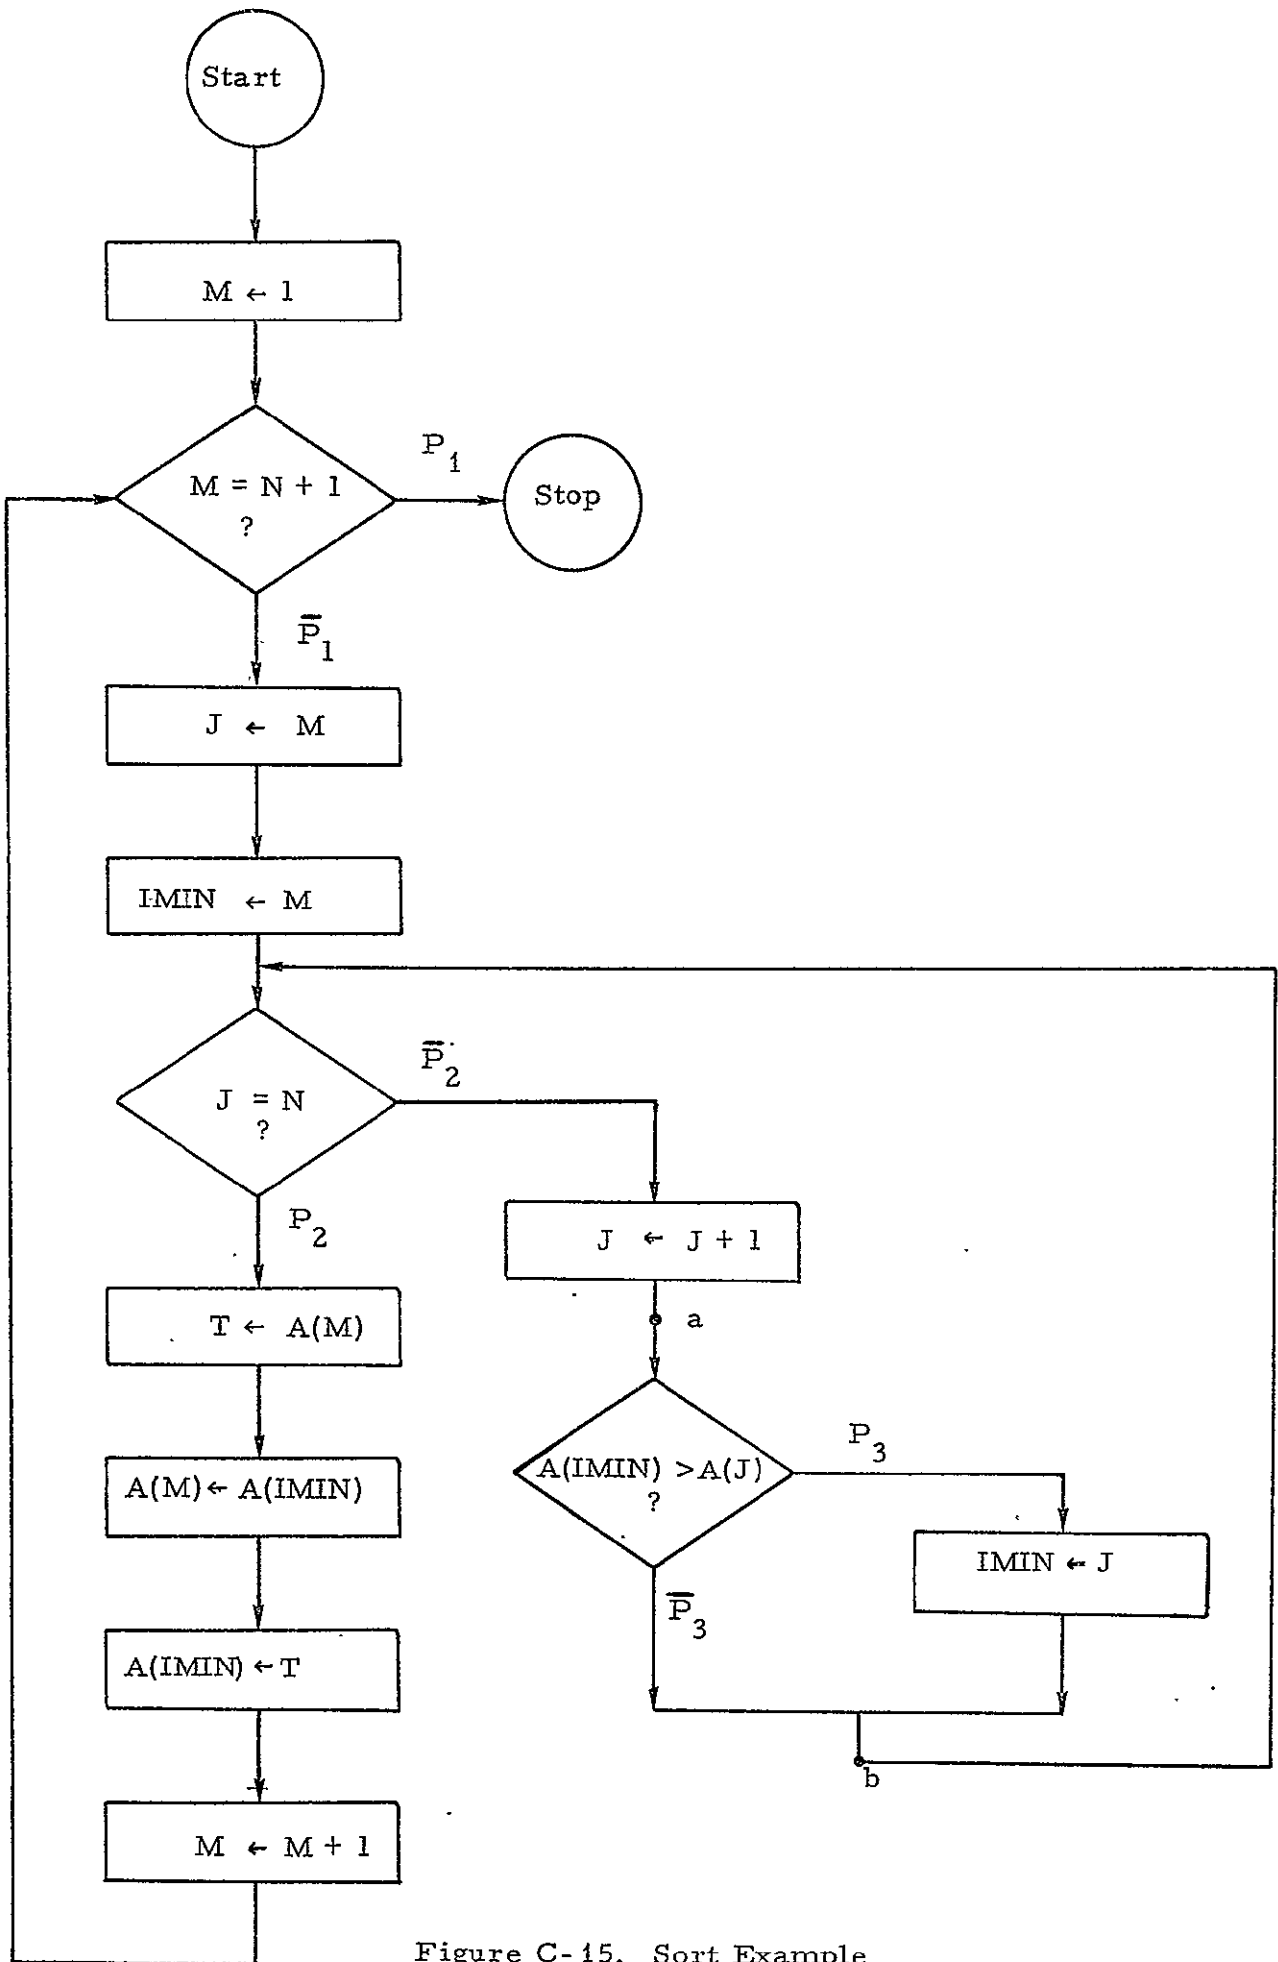 Start
M ← 1
M = N + 1
?
P1
Stop
P̅1
J ← M
IMIN ← M
J = N
?
P̅2
P2
J ← J + 1
a
T ← A(M)
A(IMIN) > A(J)
?
P3
A(M) ← A(IMIN)
IMIN ← J
P̅3
A(IMIN) ← T
b
M ← M + 1
Figure C-15. Sort Example